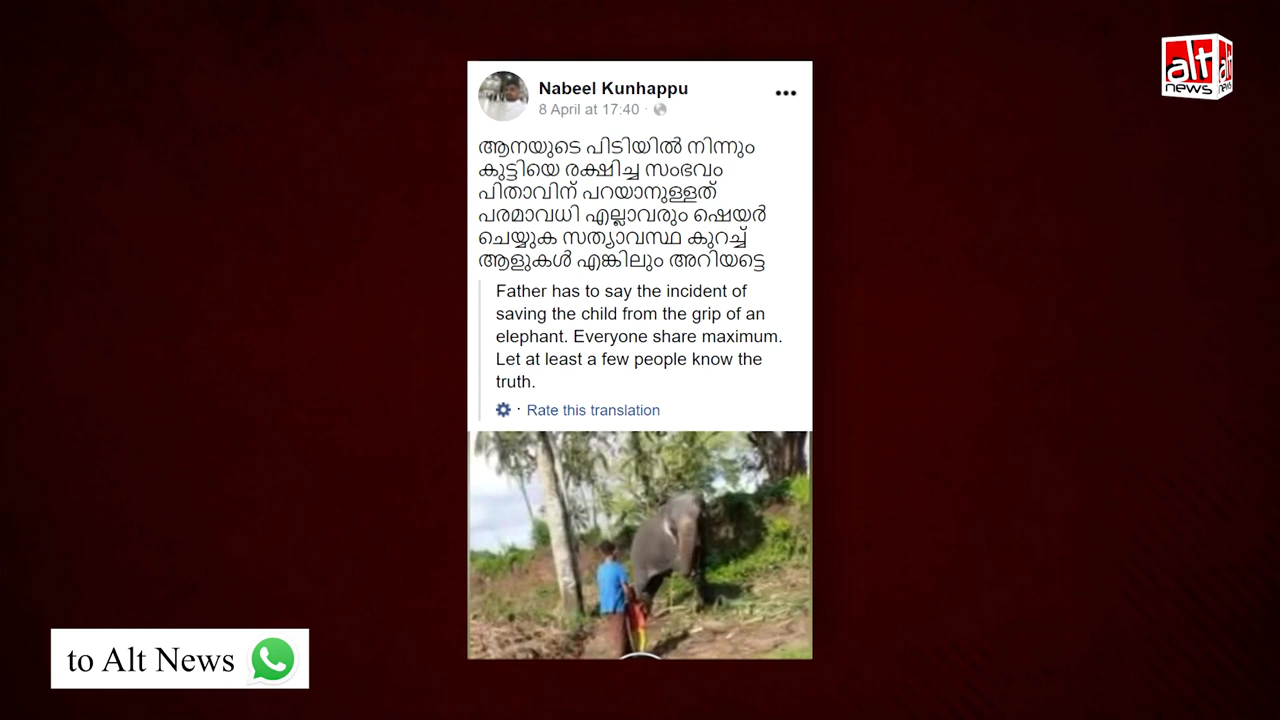 alt
news
alt
news
Nabeel Kunhappu
8 April at 17:40 ·
ആനയുടെ പിടിയിൽ നിന്നും
കുട്ടിയെ രക്ഷിച്ച സംഭവം
പിതാവിന് പറയാനുള്ളത്
പരമാവധി എല്ലാവരും ഷെയർ
ചെയ്യുക സത്യാവസ്ഥ കുറച്ച്
ആളുകൾ എങ്കിലും അറിയട്ടെ
Father has to say the incident of
saving the child from the grip of an
elephant. Everyone share maximum.
Let at least a few people know the
truth.
· Rate this translation
to Alt News